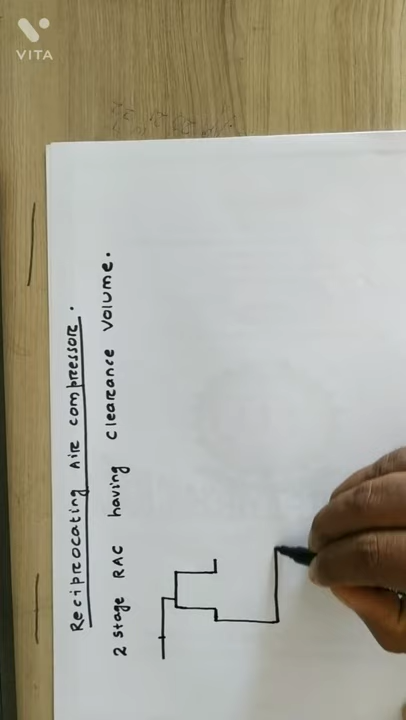 VITA
Reciprocating Air compressor.
2 stage RAC having clearance volume.